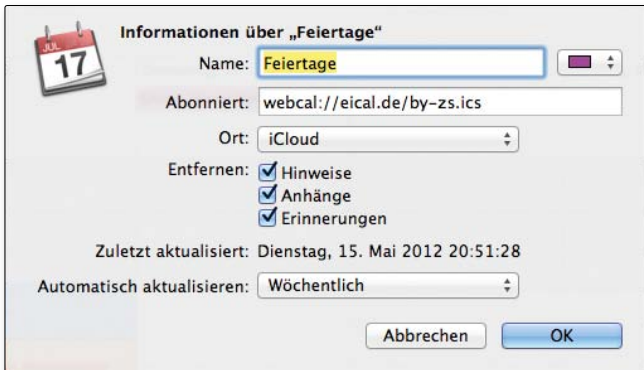 Informationen über „Feiertage“
JUL
17
Name: Feiertage
Abonniert: webcal://eical.de/by-zs.ics
Ort: iCloud
Entfernen: Hinweise
Anhänge
Erinnerungen
Zuletzt aktualisiert: Dienstag, 15. Mai 2012 20:51:28
Automatisch aktualisieren: Wöchentlich
Abbrechen OK